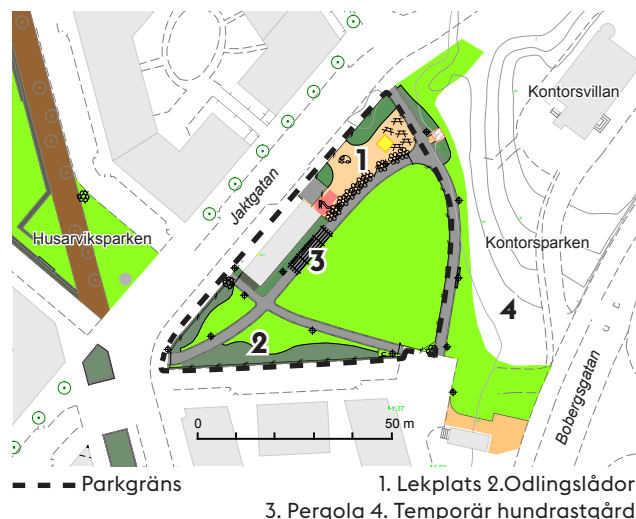 Kontorsvillan
1
Jaktgatan
Husarviksparken
Kontorsparken
3
4
2
Bobergsgatan
0 50 m
Parkgräns 1. Lekplats 2.Odlingslådor
3. Pergola 4. Temporär hundrastgård